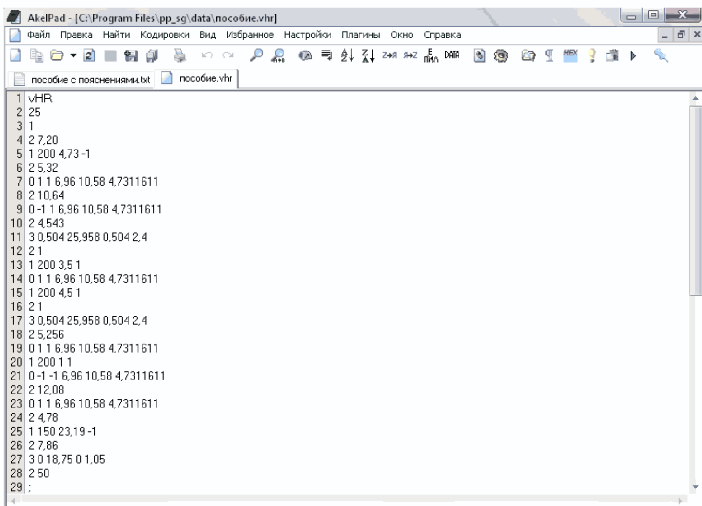 AkelPad - [C:\Program Files\pp_sg\data\пособие.vhr]
Файл Правка Найти Кодировки Вид Избранное Настройки Плагины Окно Справка
пособие с пояснениями.txt пособие.vhr
1 vHR
2 25
3 1
4 2 7,20
5 1 200 4,73 -1
6 2 5,32
7 0 1 1 6,96 10,58 4,7311611
8 2 10,64
9 0 -1 1 6,96 10,58 4,7311611
10 2 4,543
11 3 0,504 25,958 0,504 2,4
12 2 1
13 1 200 3,5 1
14 0 1 1 6,96 10,58 4,7311611
15 1 200 4,5 1
16 2 1
17 3 0,504 25,958 0,504 2,4
18 2 5,256
19 0 1 1 6,96 10,58 4,7311611
20 1 200 1 1
21 0 -1 -1 6,96 10,58 4,7311611
22 2 12,08
23 0 1 1 6,96 10,58 4,7311611
24 2 4,78
25 1 150 23,19 -1
26 2 7,86
27 3 0 18,75 0 1,05
28 2 50
29 ;